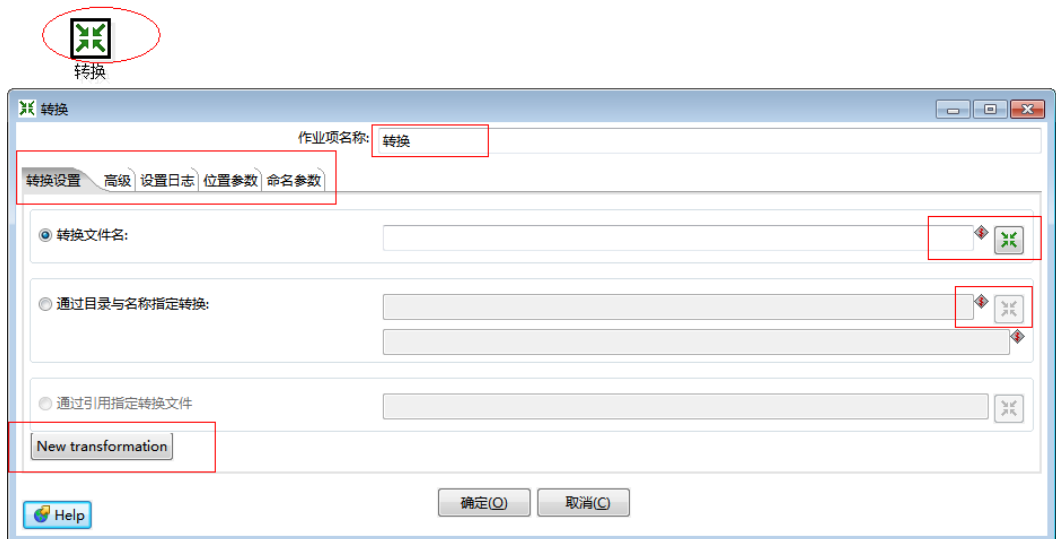 转换
转换
作业项名称: 转换
转换设置 高级 设置日志 位置参数 命名参数
转换文件名:
通过目录与名称指定转换:
通过引用指定转换文件
New transformation
确定(O) 取消(C)
Help